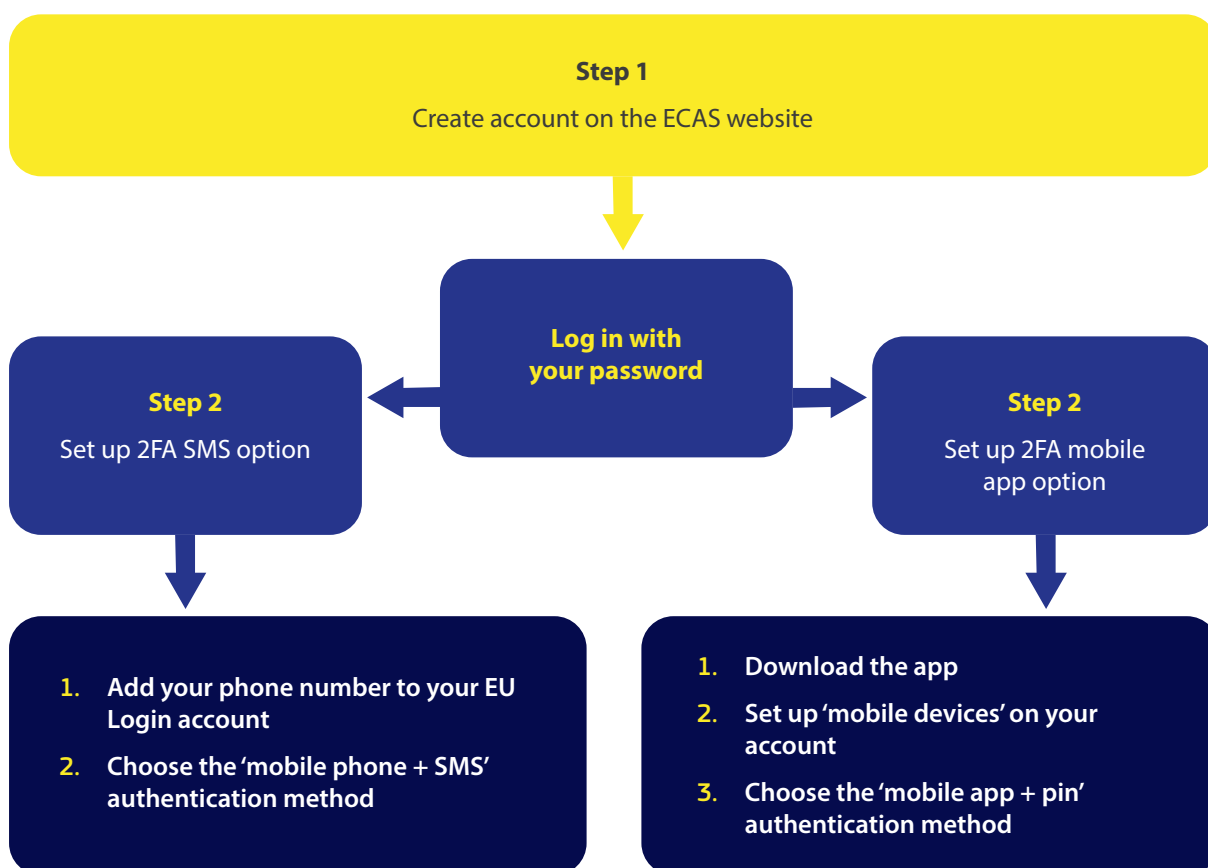 Step 1
Create account on the ECAS website
Log in with
your password
Step 2
Set up 2FA SMS option
Step 2
Set up 2FA mobile
app option
1. Add your phone number to your EU
Login account
2. Choose the ‘mobile phone + SMS’
authentication method
1. Download the app
2. Set up ‘mobile devices’ on your
account
3. Choose the ‘mobile app + pin’
authentication method